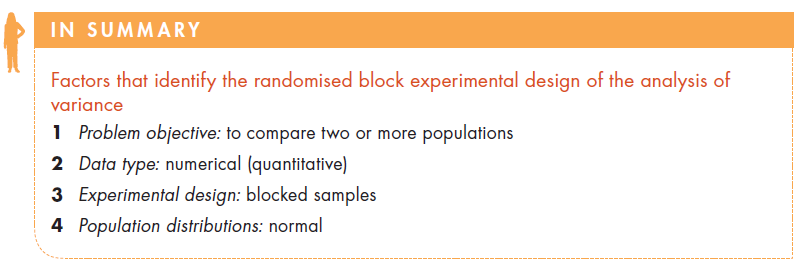 IN SUMMARY
Factors that identify the randomised block experimental design of the analysis of
variance
1 Problem objective: to compare two or more populations
2 Data type: numerical (quantitative)
3 Experimental design: blocked samples
4 Population distributions: normal